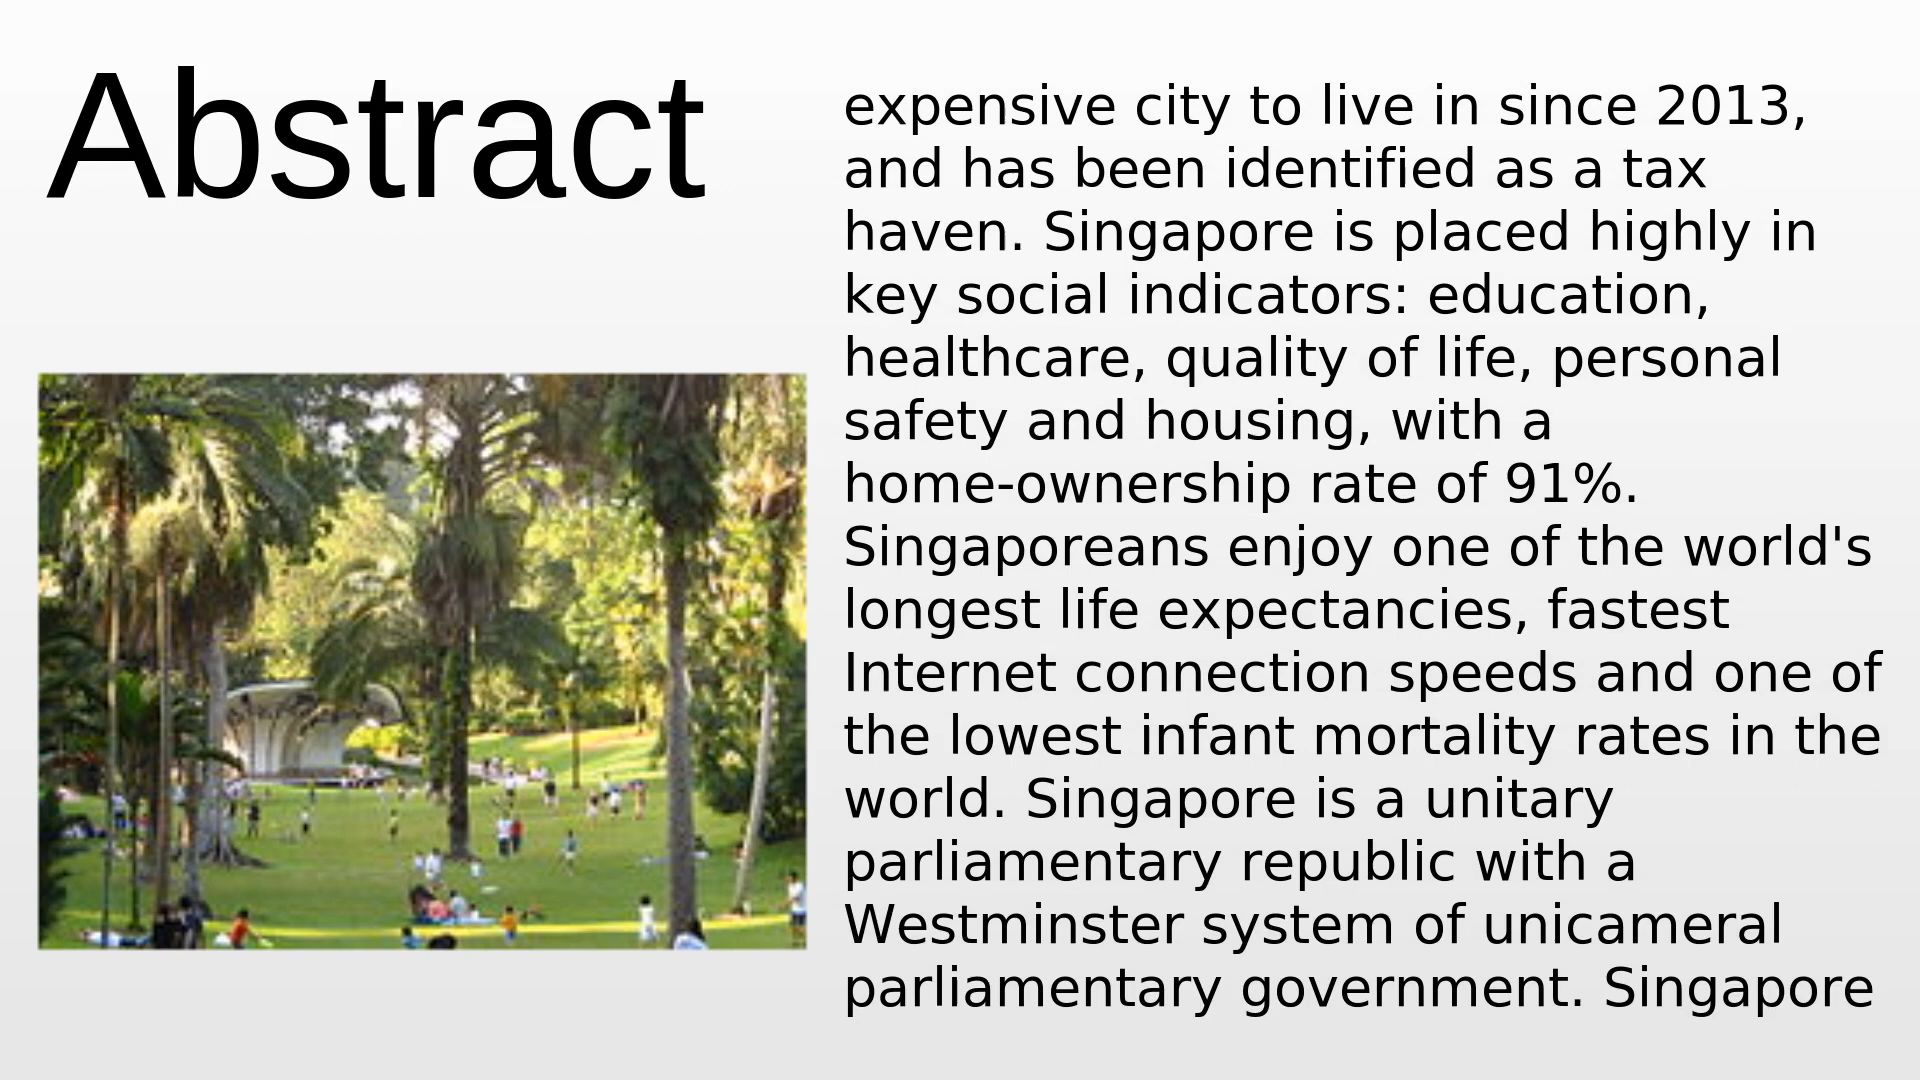 Abstract
expensive city to live in since 2013,
and has been identified as a tax
haven. Singapore is placed highly in
key social indicators: education,
healthcare, quality of life, personal
safety and housing, with a
home-ownership rate of 91%.
Singaporeans enjoy one of the world's
longest life expectancies, fastest
Internet connection speeds and one of
the lowest infant mortality rates in the
world. Singapore is a unitary
parliamentary republic with a
Westminster system of unicameral
parliamentary government. Singapore